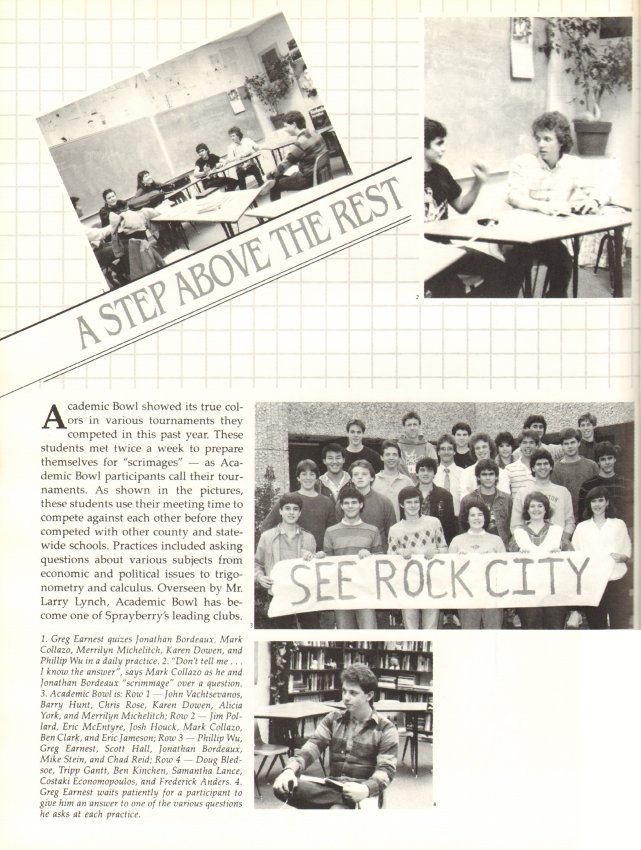 A STEP ABOVE THE REST
2
Academic Bowl showed its true col-
ors in various tournaments they
competed in this past year. These
students met twice a week to prepare
themselves for “scrimages” — as Aca-
demic Bowl participants call their tour-
naments. As shown in the pictures,
these students use their meeting time to
compete against each other before they
competed with other county and state-
wide schools. Practices included asking
questions about various subjects from
economic and political issues to trigo-
nometry and calculus. Overseen by Mr.
Larry Lynch, Academic Bowl has be-
come one of Sprayberry's leading clubs.
SEE ROCK CITY
3
1. Greg Earnest quizes Jonathan Bordeaux, Mark
Collazo, Merrilyn Michelitch, Karen Dowen, and
Phillip Wu in a daily practice. 2. “Don't tell me . . .
I know the answer”, says Mark Collazo as he and
Jonathan Bordeaux “scrimmage” over a question.
3. Academic Bowl is: Row 1 — John Vachtsevanos,
Barry Hunt, Chris Rose, Karen Dowen, Alicia
York, and Merrilyn Michelitch; Row 2 — Jim Pol-
lard, Eric McEntyre, Josh Houck, Mark Collazo,
Ben Clark, and Eric Jameson; Row 3 — Phillip Wu,
Greg Earnest, Scott Hall, Jonathan Bordeaux,
Mike Stein, and Chad Reid; Row 4 — Doug Bled-
soe, Tripp Gantt, Ben Kinchen, Samantha Lance,
Costaki Economopoulos, and Frederick Anders. 4.
Greg Earnest waits patiently for a participant to
give him an answer to one of the various questions
he asks at each practice.
4